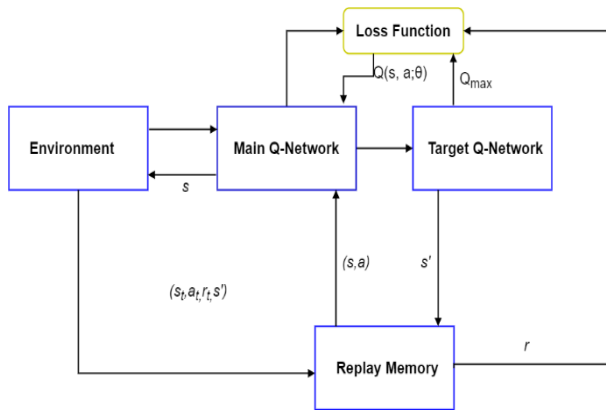 Loss Function
Q(s, a;θ)
Qmax
Environment
Main Q-Network
Target Q-Network
s
(s,a)
s'
(st,at,rt,s')
Replay Memory
r